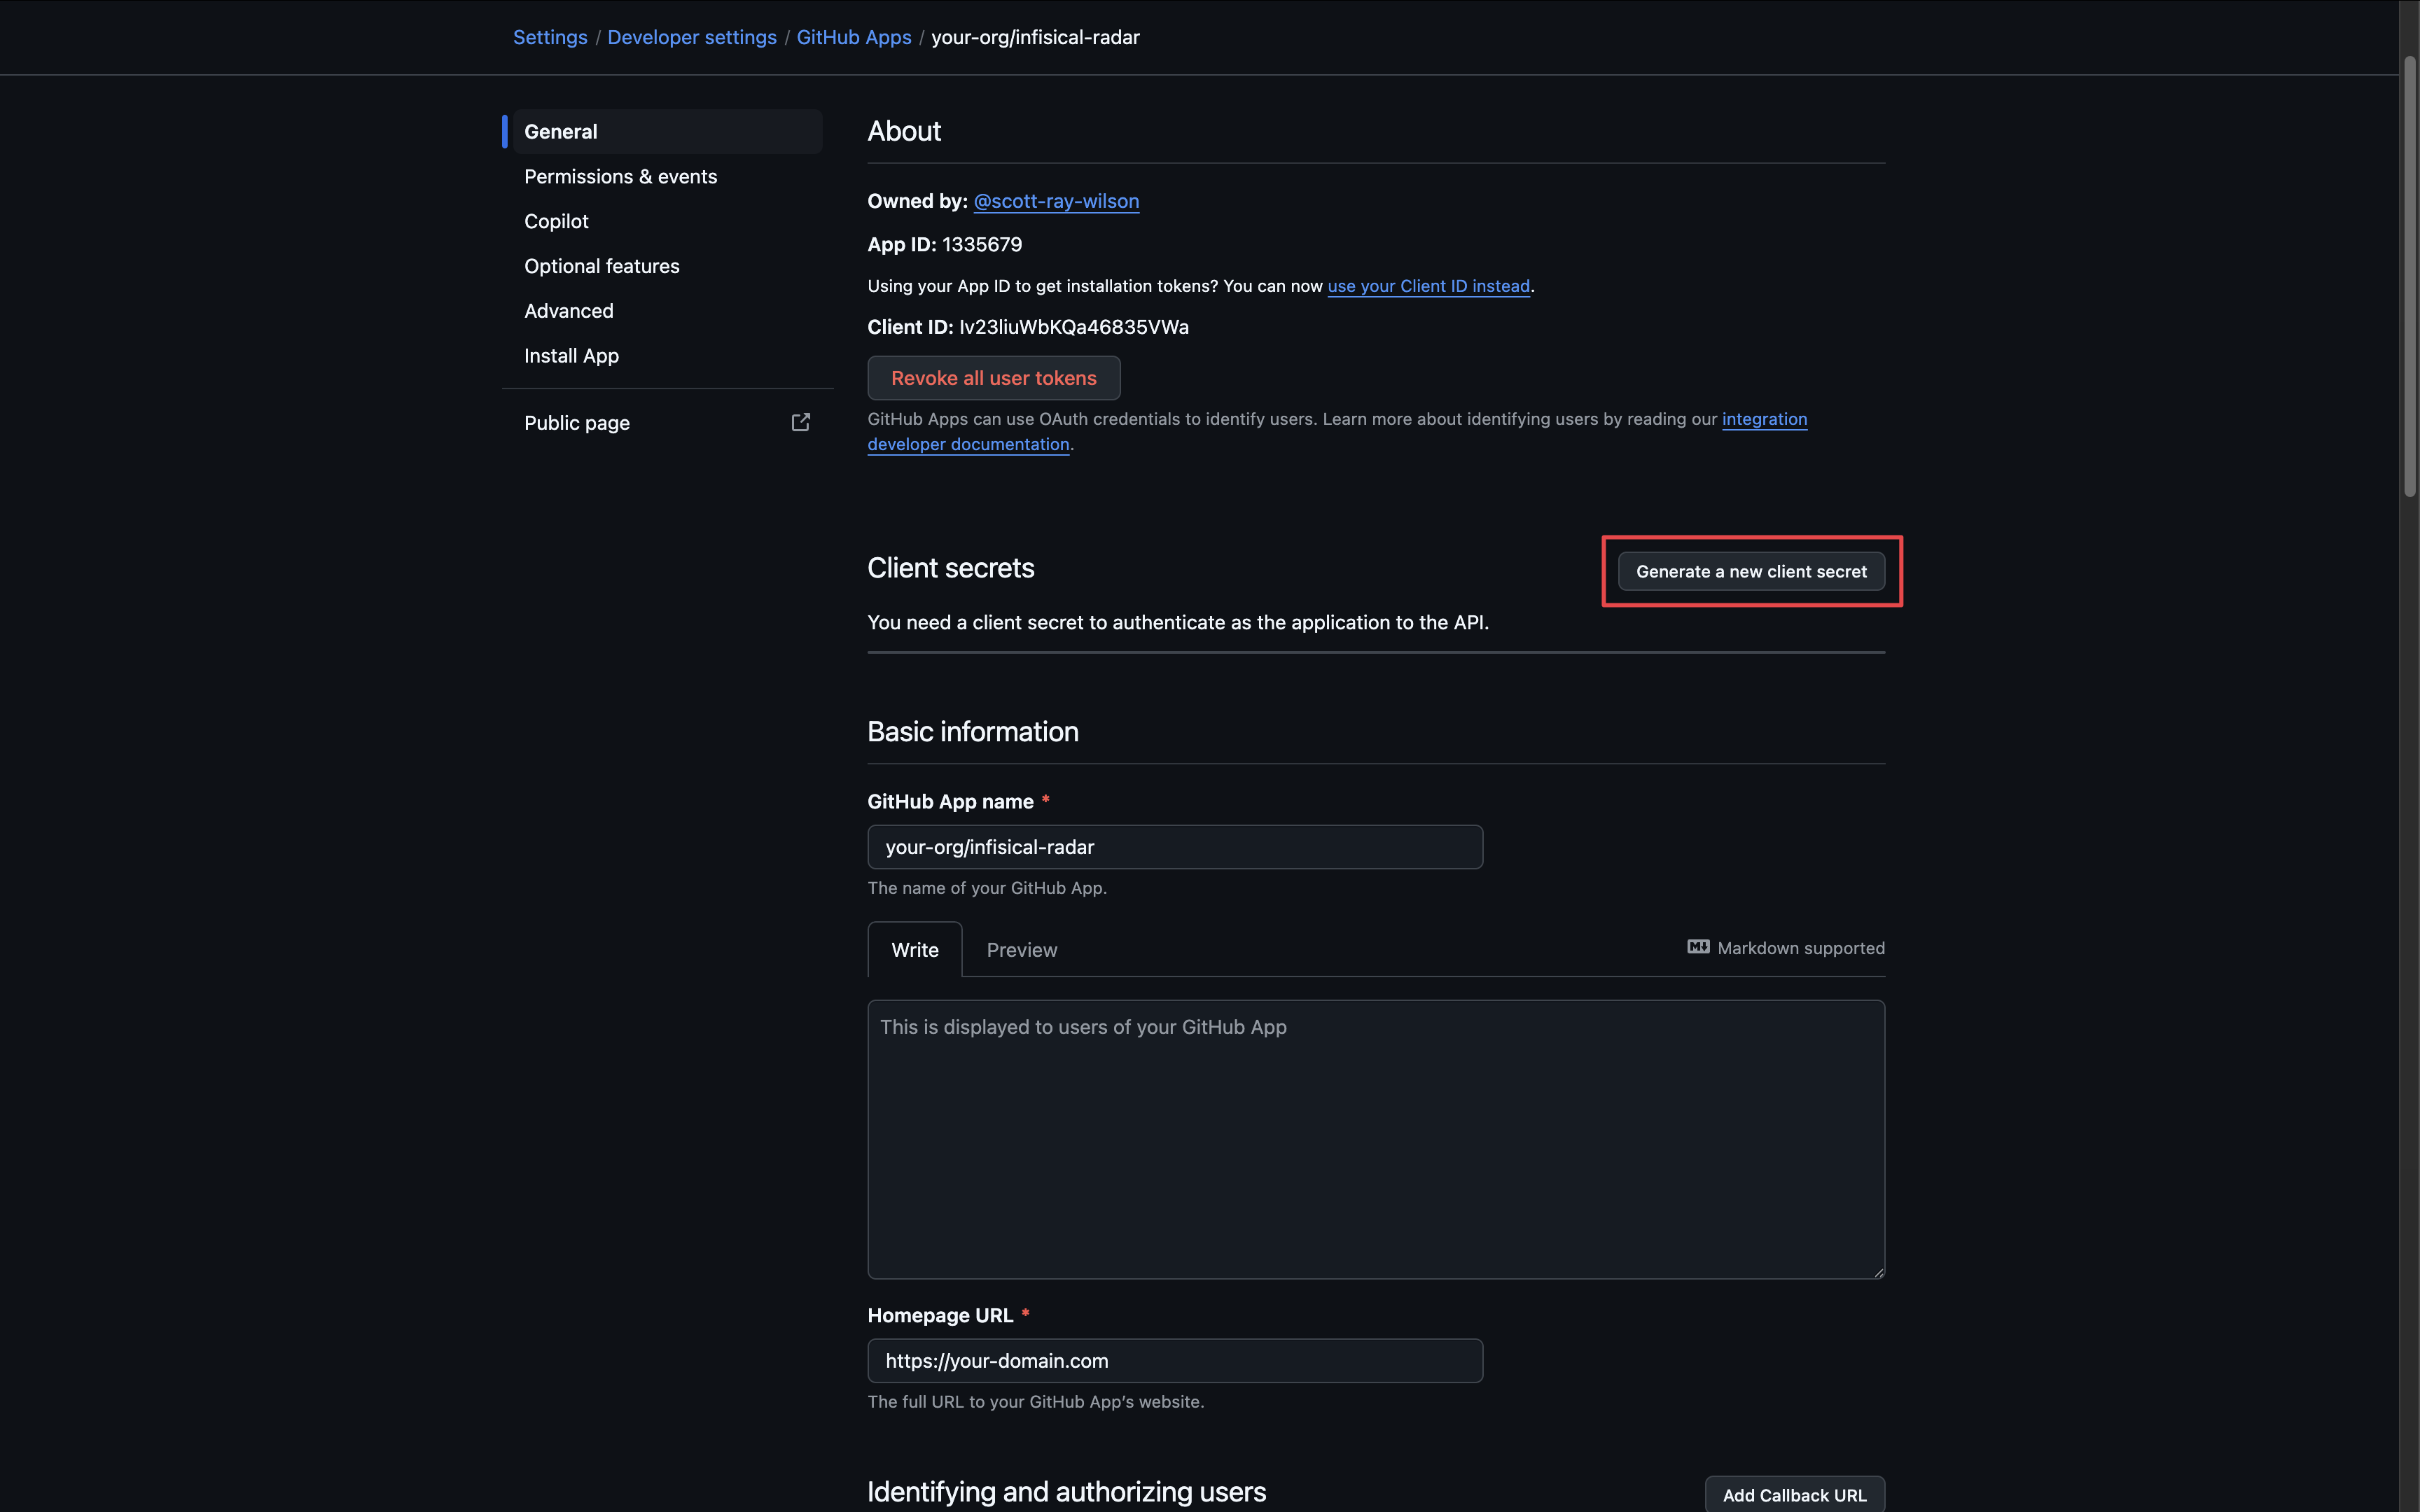 Settings / Developer settings / GitHub Apps / your-org/infisical-radar
General
Permissions & events
Copilot
Optional features
Advanced
Install App
Public page
About
Owned by: @scott-ray-wilson
App ID: 1335679
Using your App ID to get installation tokens? You can now use your Client ID instead.
Client ID: Iv23liuWbKQa46835VWa
Revoke all user tokens
GitHub Apps can use OAuth credentials to identify users. Learn more about identifying users by reading our integration
developer documentation.
Client secrets
Generate a new client secret
You need a client secret to authenticate as the application to the API.
Basic information
GitHub App name *
your-org/infisical-radar
The name of your GitHub App.
Write
Preview
Markdown supported
This is displayed to users of your GitHub App
Homepage URL *
https://your-domain.com
The full URL to your GitHub App’s website.
Identifying and authorizing users
Add Callback URL